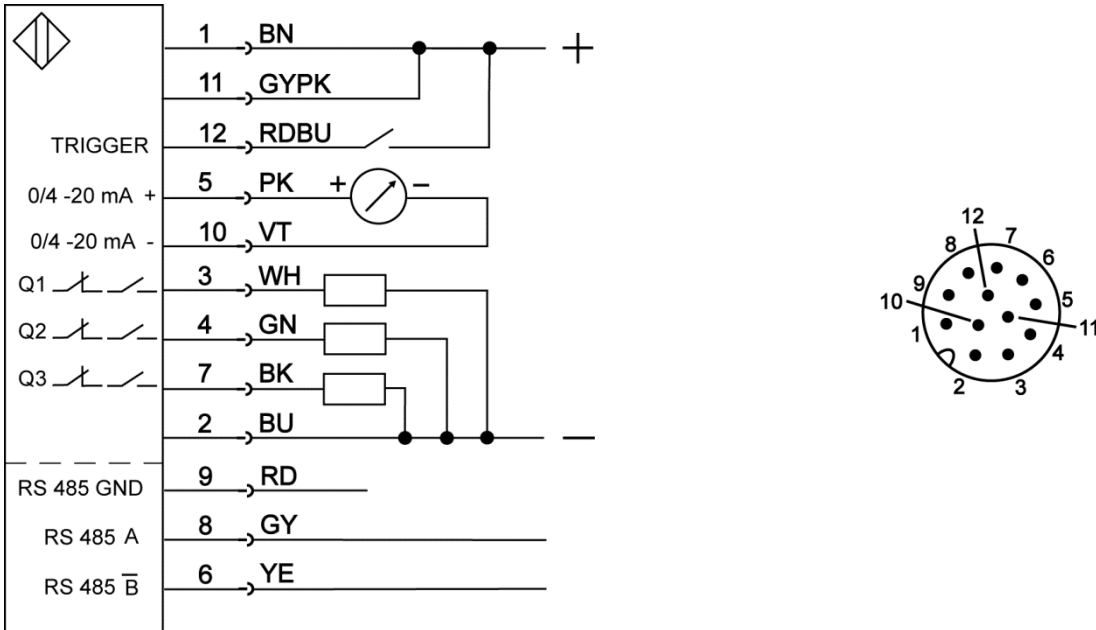 1 BN +
11 GYPK
TRIGGER 12 RDBU
0/4 -20 mA + 5 PK + −
0/4 -20 mA - 10 VT
Q1 3 WH
Q2 4 GN
Q3 7 BK
2 BU −
RS 485 GND 9 RD
RS 485 A 8 GY
RS 485 B̅ 6 YE
12 7
8 6
9 5
10 11
1 4
2 3